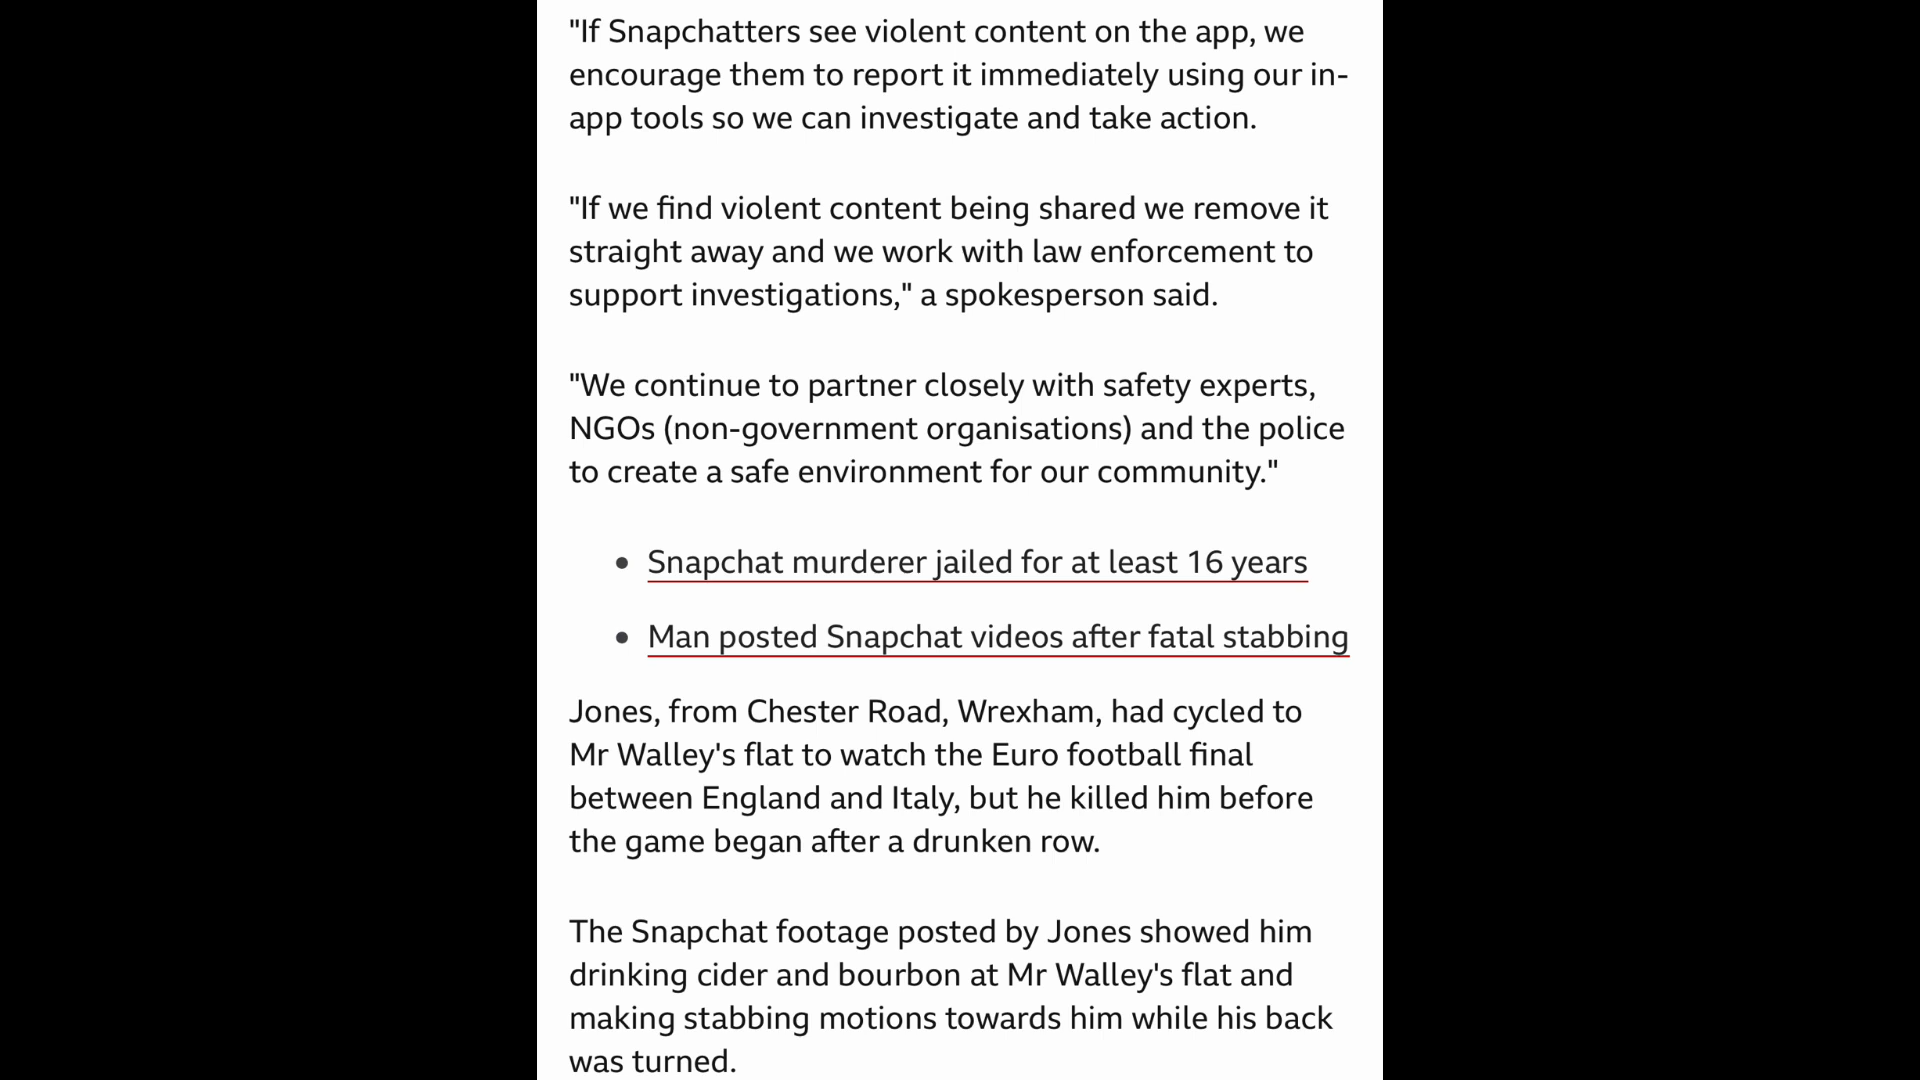 "If Snapchatters see violent content on the app, we
encourage them to report it immediately using our in-
app tools so we can investigate and take action.
"If we find violent content being shared we remove it
straight away and we work with law enforcement to
support investigations," a spokesperson said.
"We continue to partner closely with safety experts,
NGOs (non-government organisations) and the police
to create a safe environment for our community."
• Snapchat murderer jailed for at least 16 years
• Man posted Snapchat videos after fatal stabbing
Jones, from Chester Road, Wrexham, had cycled to
Mr Walley's flat to watch the Euro football final
between England and Italy, but he killed him before
the game began after a drunken row.
The Snapchat footage posted by Jones showed him
drinking cider and bourbon at Mr Walley's flat and
making stabbing motions towards him while his back
was turned.